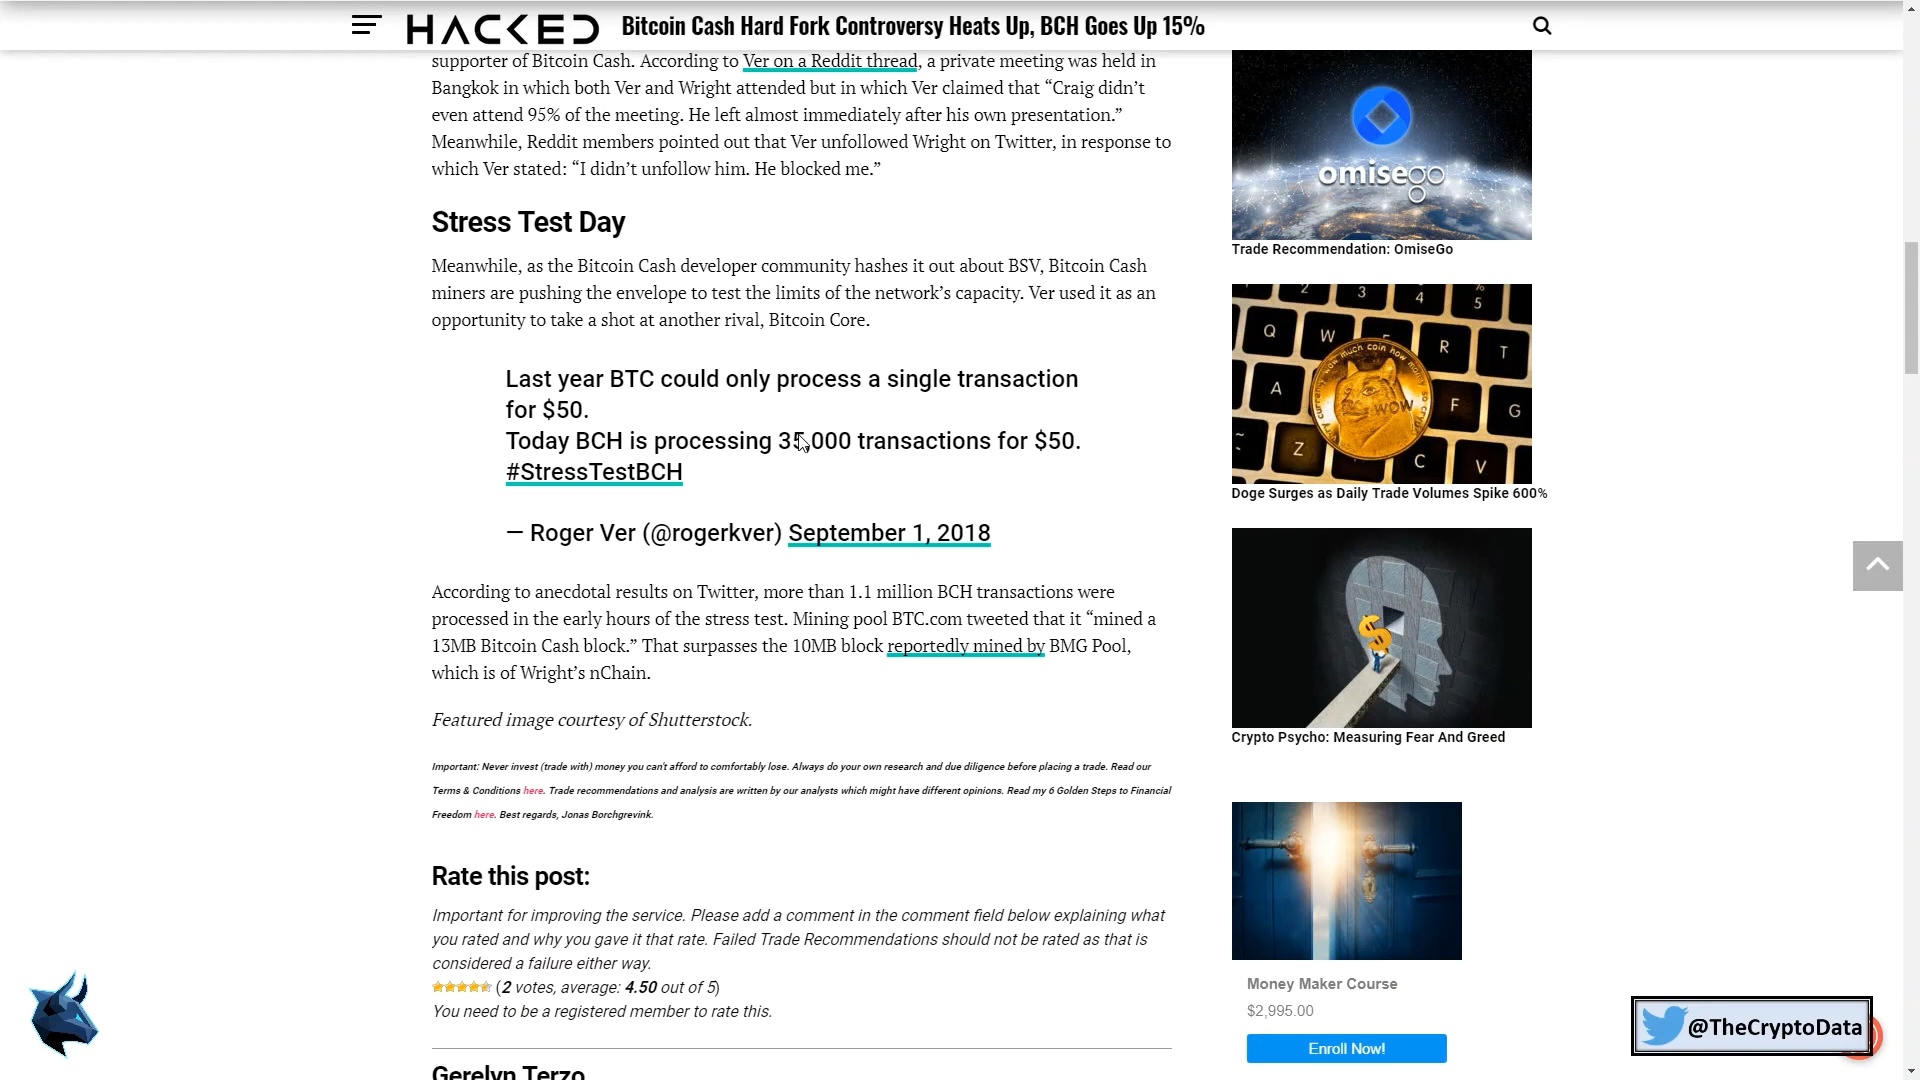 HACKED
Bitcoin Cash Hard Fork Controversy Heats Up, BCH Goes Up 15%
supporter of Bitcoin Cash. According to Ver on a Reddit thread, a private meeting was held in
Bangkok in which both Ver and Wright attended but in which Ver claimed that “Craig didn’t
even attend 95% of the meeting. He left almost immediately after his own presentation.”
Meanwhile, Reddit members pointed out that Ver unfollowed Wright on Twitter, in response to
which Ver stated: “I didn’t unfollow him. He blocked me.”
Stress Test Day
Meanwhile, as the Bitcoin Cash developer community hashes it out about BSV, Bitcoin Cash
miners are pushing the envelope to test the limits of the network’s capacity. Ver used it as an
opportunity to take a shot at another rival, Bitcoin Core.
Last year BTC could only process a single transaction
for $50.
Today BCH is processing 35,000 transactions for $50.
#StressTestBCH
— Roger Ver (@rogerkver) September 1, 2018
According to anecdotal results on Twitter, more than 1.1 million BCH transactions were
processed in the early hours of the stress test. Mining pool BTC.com tweeted that it “mined a
13MB Bitcoin Cash block.” That surpasses the 10MB block reportedly mined by BMG Pool,
which is of Wright’s nChain.
Featured image courtesy of Shutterstock.
Important: Never invest (trade with) money you can't afford to comfortably lose. Always do your own research and due diligence before placing a trade. Read our
Terms & Conditions here. Trade recommendations and analysis are written by our analysts which might have different opinions. Read my 6 Golden Steps to Financial
Freedom here. Best regards, Jonas Borchgrevink.
Rate this post:
Important for improving the service. Please add a comment in the comment field below explaining what
you rated and why you gave it that rate. Failed Trade Recommendations should not be rated as that is
considered a failure either way.
(2 votes, average: 4.50 out of 5)
You need to be a registered member to rate this.
Gerelyn Terzo
omisego
Trade Recommendation: OmiseGo
2 3 4 % 5
Q W R T
A F G
Z C V
WOW
Doge Surges as Daily Trade Volumes Spike 600%
$
Crypto Psycho: Measuring Fear And Greed
Money Maker Course
$2,995.00
Enroll Now!
@TheCryptoData